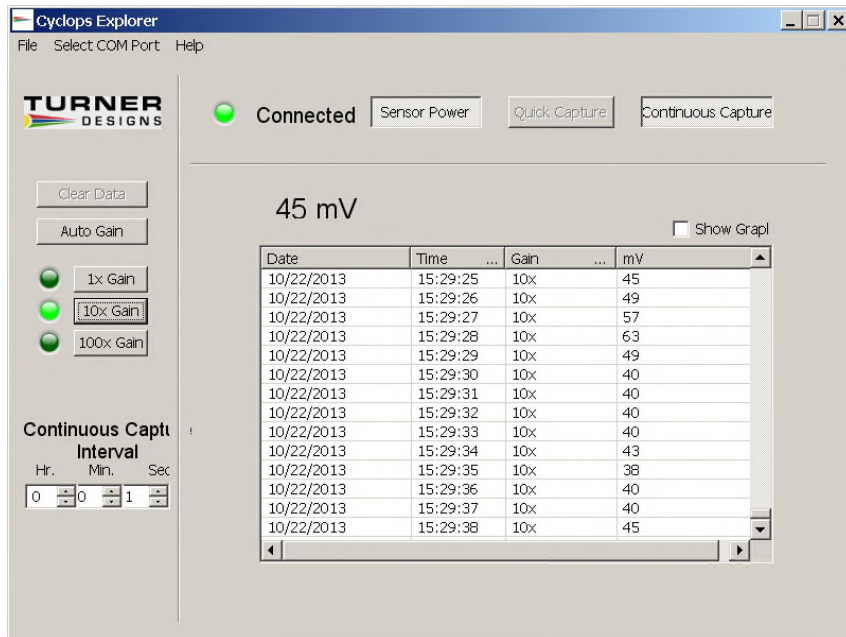 Cyclops Explorer
File Select COM Port Help
TURNER
DESIGNS
Connected Sensor Power Quick Capture Continuous Capture
Clear Data
Auto Gain
1x Gain
10x Gain
100x Gain
Continuous Captu
Interval
Hr. Min. Sec
0 0 1
45 mV
Show Grapl
Date Time ... Gain ... mV
10/22/2013 15:29:25 10x 45
10/22/2013 15:29:26 10x 49
10/22/2013 15:29:27 10x 57
10/22/2013 15:29:28 10x 63
10/22/2013 15:29:29 10x 49
10/22/2013 15:29:30 10x 40
10/22/2013 15:29:31 10x 40
10/22/2013 15:29:32 10x 40
10/22/2013 15:29:33 10x 40
10/22/2013 15:29:34 10x 43
10/22/2013 15:29:35 10x 38
10/22/2013 15:29:36 10x 40
10/22/2013 15:29:37 10x 40
10/22/2013 15:29:38 10x 45